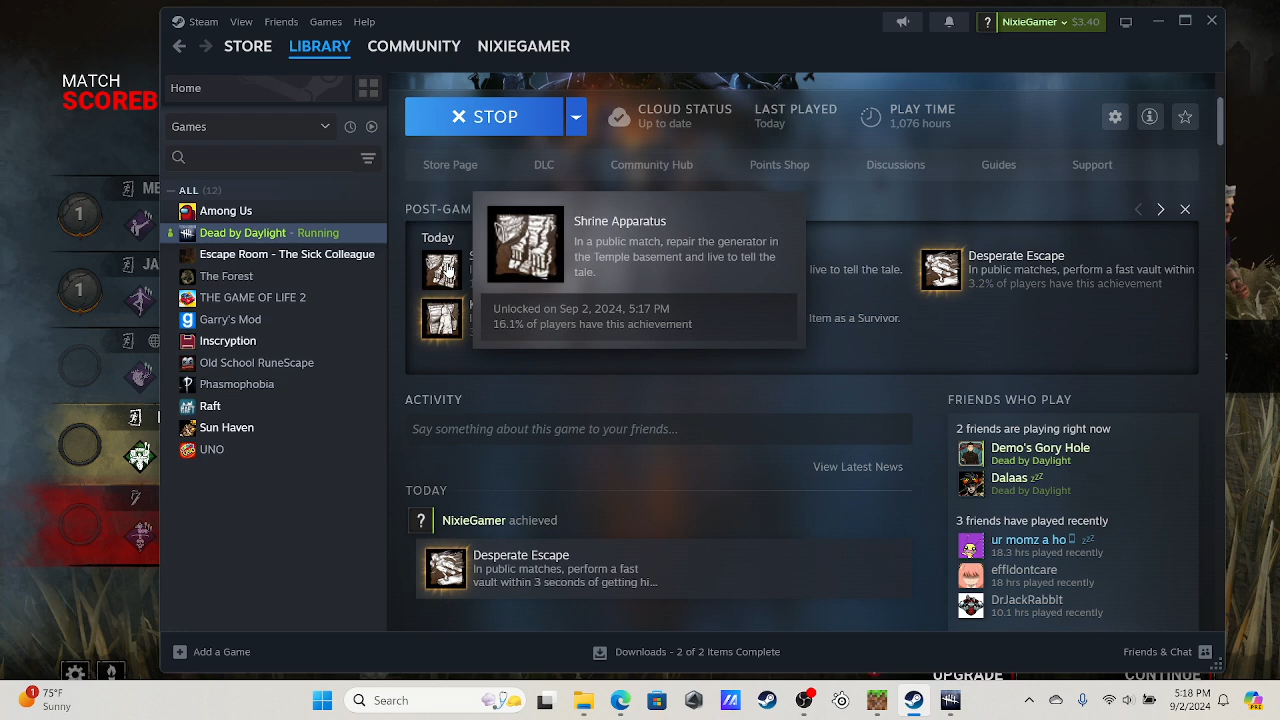 Steam View Friends Games Help
NixieGamer $3.40
STORE LIBRARY COMMUNITY NIXIEGAMER
MATCH
SCOREB
Home
STOP
CLOUD STATUS
Up to date
LAST PLAYED
Today
PLAY TIME
1,076 hours
Games
Store Page DLC Community Hub Points Shop Discussions Guides Support
ALL (12)
Among Us
Dead by Daylight - Running
Escape Room - The Sick Colleague
The Forest
THE GAME OF LIFE 2
Garry's Mod
Inscryption
Old School RuneScape
Phasmophobia
Raft
Sun Haven
UNO
POST-GAM
Today
Shrine Apparatus
In a public match, repair the generator in
the Temple basement and live to tell the
tale.
Unlocked on Sep 2, 2024, 5:17 PM
16.1% of players have this achievement
live to tell the tale.
Item as a Survivor.
Desperate Escape
In public matches, perform a fast vault within
3.2% of players have this achievement
ACTIVITY
Say something about this game to your friends...
View Latest News
TODAY
NixieGamer achieved
Desperate Escape
In public matches, perform a fast
vault within 3 seconds of getting hi...
FRIENDS WHO PLAY
2 friends are playing right now
Demo's Gory Hole
Dead by Daylight
Dalaas zzz
Dead by Daylight
3 friends have played recently
ur momz a ho zzz
18.3 hrs played recently
effIdontcare
18 hrs played recently
DrJackRabbIt
10.1 hrs played recently
1
ME
1
JA
Add a Game
Downloads - 2 of 2 Items Complete
Friends & Chat
UPGRADE CONTINUE
1
75°F
Sunny
Search
5:18 PM
PRE